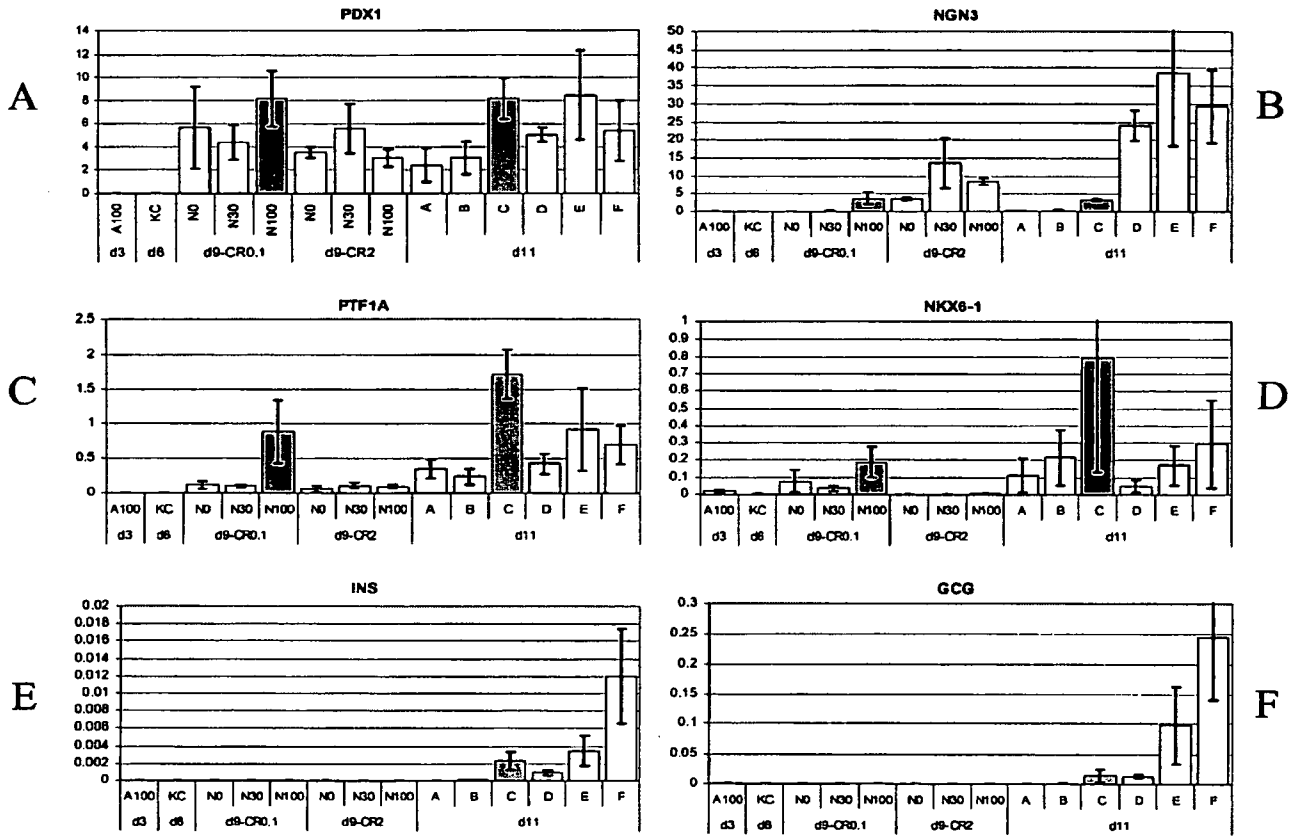 PDX1
14
12
10
8
6
4
2
0
A100 KC N0 N30 N100 N0 N30 N100 A B C D E F
d3 d6 d9-CR0.1 d9-CR2 d11
A
NGN3
50
45
40
35
30
25
20
15
10
5
0
A100 KC N0 N30 N100 N0 N30 N100 A B C D E F
d3 d6 d9-CR0.1 d9-CR2 d11
B
PTF1A
2.5
2
1.5
1
0.5
0
A100 KC N0 N30 N100 N0 N30 N100 A B C D E F
d3 d6 d9-CR0.1 d9-CR2 d11
C
NKX6-1
1
0.9
0.8
0.7
0.6
0.5
0.4
0.3
0.2
0.1
0
A100 KC N0 N30 N100 N0 N30 N100 A B C D E F
d3 d6 d9-CR0.1 d9-CR2 d11
D
INS
0.02
0.018
0.016
0.014
0.012
0.01
0.008
0.006
0.004
0.002
0
A100 KC N0 N30 N100 N0 N30 N100 A B C D E F
d3 d6 d9-CR0.1 d9-CR2 d11
E
GCG
0.3
0.25
0.2
0.15
0.1
0.05
0
A100 KC N0 N30 N100 N0 N30 N100 A B C D E F
d3 d6 d9-CR0.1 d9-CR2 d11
F